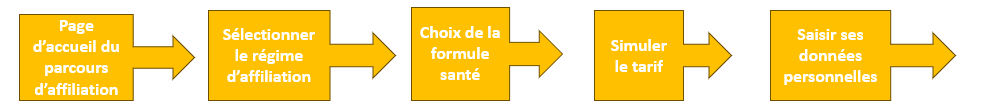 Page
d'accueil du
parcours
d'affiliation
Sélectionner
le régime
d'affiliation
Choix de la
formule
santé
Simuler
le tarif
Saisir ses
données
personnelles